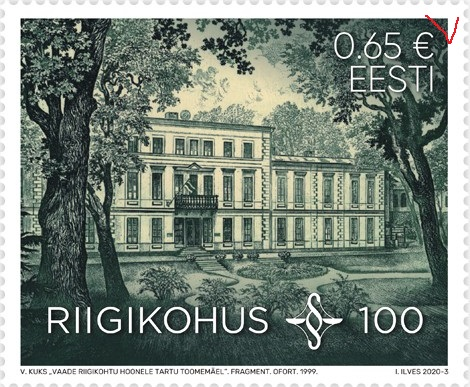 0.65 €
EESTI
RIIGIKOHUS § 100
V. KUKS „VAADE RIIGIKOHTU HOONELE TARTU TOOMEMÄEL”. FRAGMENT. OFORT. 1999.
I. ILVES 2020-3